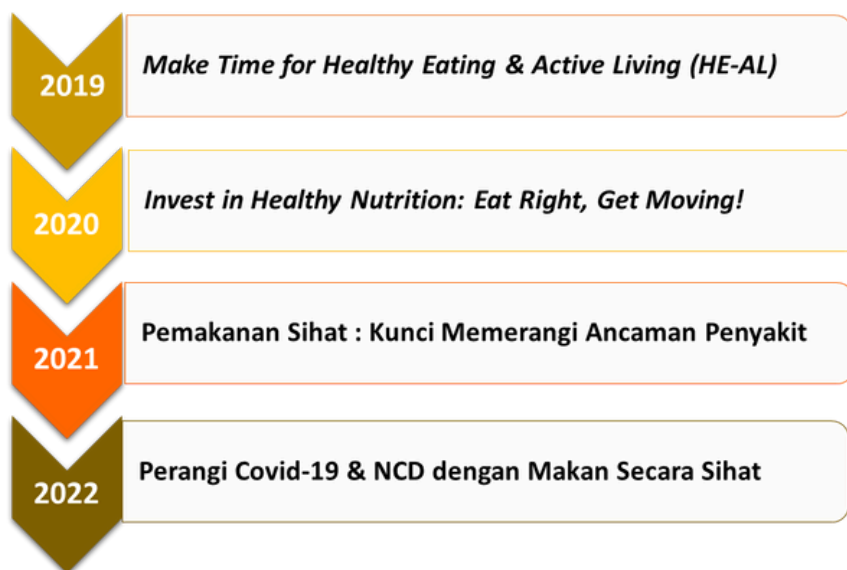 2019
Make Time for Healthy Eating & Active Living (HE-AL)
2020
Invest in Healthy Nutrition: Eat Right, Get Moving!
2021
Pemakanan Sihat : Kunci Memerangi Ancaman Penyakit
2022
Perangi Covid-19 & NCD dengan Makan Secara Sihat